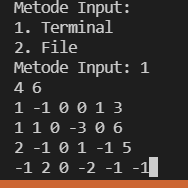 Metode Input:
1. Terminal
2. File
Metode Input: 1
4 6
1 -1 0 0 1 3
1 1 0 -3 0 6
2 -1 0 1 -1 5
-1 2 0 -2 -1 -1